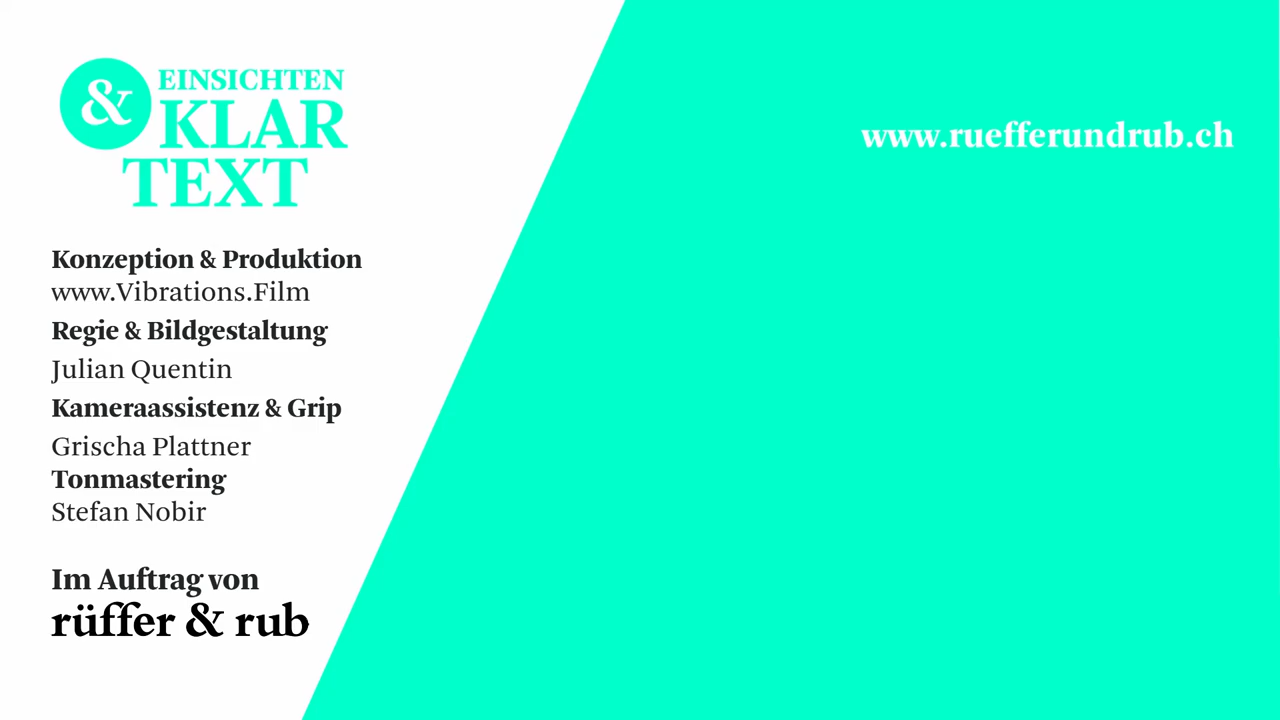 &
EINSICHTEN
KLAR
TEXT
www.ruefferundrub.ch
Konzeption & Produktion
www.Vibrations.Film
Regie & Bildgestaltung
Julian Quentin
Kameraassistenz & Grip
Grischa Plattner
Tonmastering
Stefan Nobir
Im Auftrag von
rüffer & rub